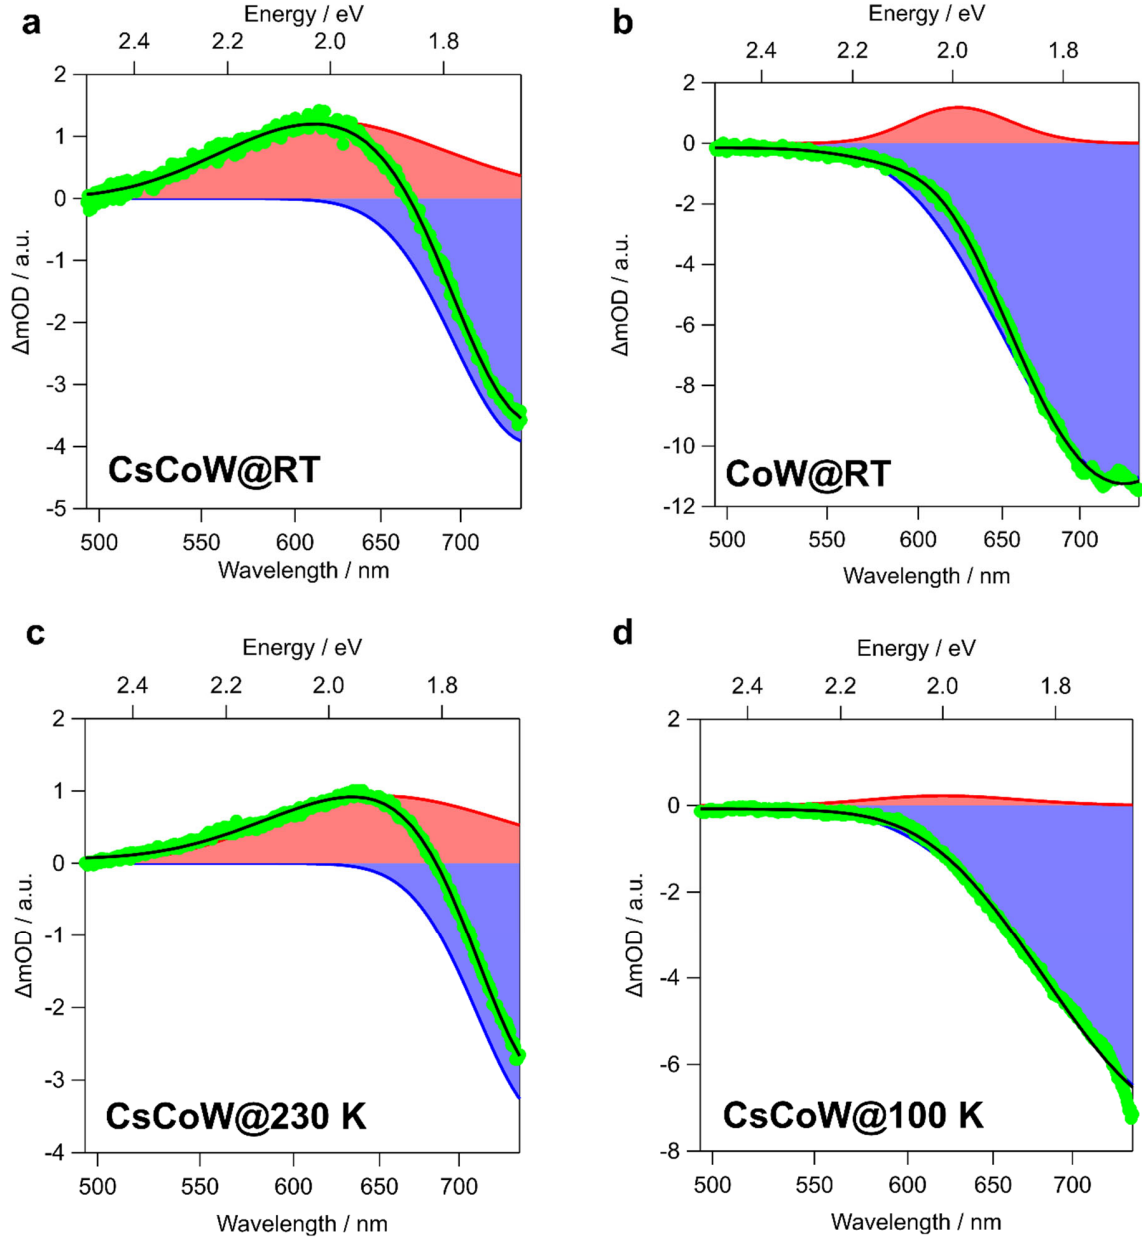 a
Energy / eV
2.4 2.2 2.0 1.8
2
1
0
-1
-2
-3
-4
-5
ΔmOD / a.u.
CsCoW@RT
500 550 600 650 700
Wavelength / nm
b
Energy / eV
2.4 2.2 2.0 1.8
2
0
-2
-4
-6
-8
-10
-12
ΔmOD / a.u.
CoW@RT
500 550 600 650 700
Wavelength / nm
c
Energy / eV
2.4 2.2 2.0 1.8
2
1
0
-1
-2
-3
-4
ΔmOD / a.u.
CsCoW@230 K
500 550 600 650 700
Wavelength / nm
d
Energy / eV
2.4 2.2 2.0 1.8
2
0
-2
-4
-6
-8
ΔmOD / a.u.
CsCoW@100 K
500 550 600 650 700
Wavelength / nm